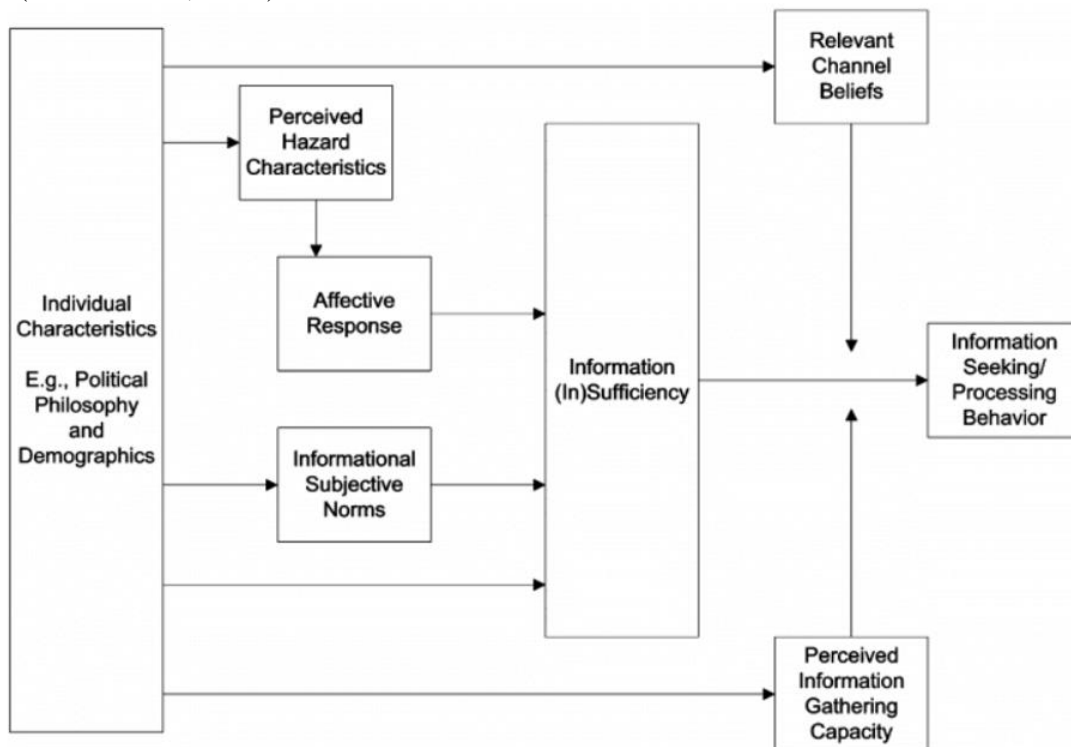 Relevant
Channel
Beliefs
Perceived
Hazard
Characteristics
Affective
Response
Individual
Characteristics
E.g., Political
Philosophy
and
Demographics
Information
(In)Sufficiency
Information
Seeking/
Processing
Behavior
Informational
Subjective
Norms
Perceived
Information
Gathering
Capacity